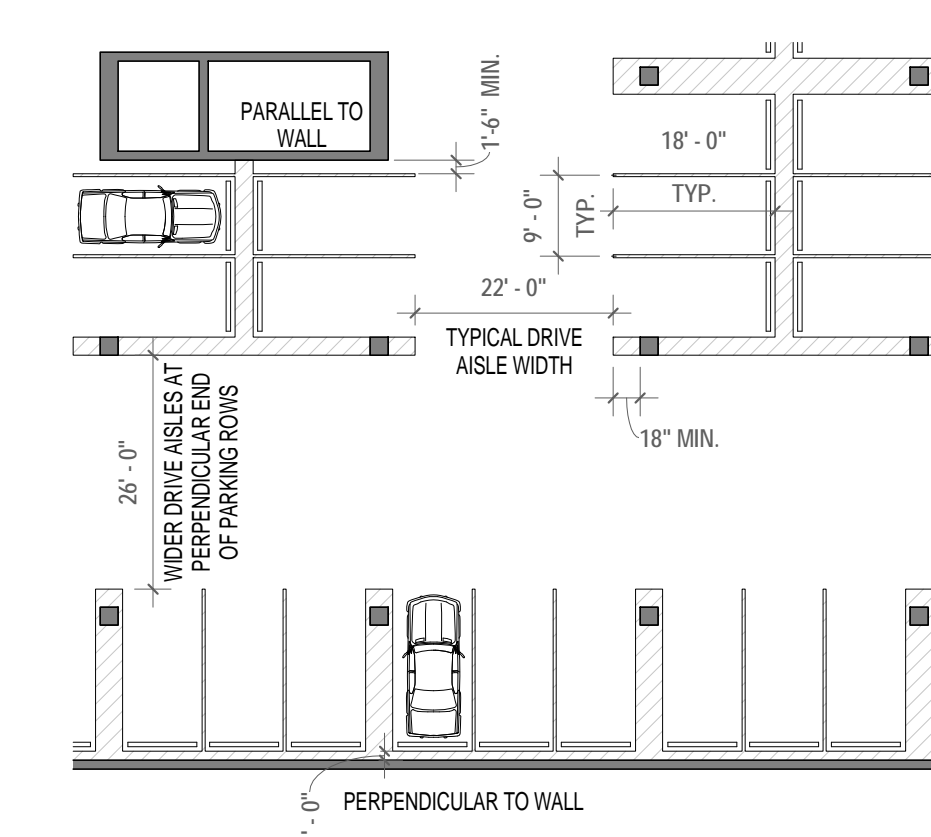 PARALLEL TO
WALL
1'-6" MIN.
18' - 0"
TYP.
9' - 0"
TYP.
22' - 0"
TYPICAL DRIVE
AISLE WIDTH
18" MIN.
26' - 0"
WIDER DRIVE AISLES AT
PERPENDICULAR END
OF PARKING ROWS
PERPENDICULAR TO WALL
' - 0"